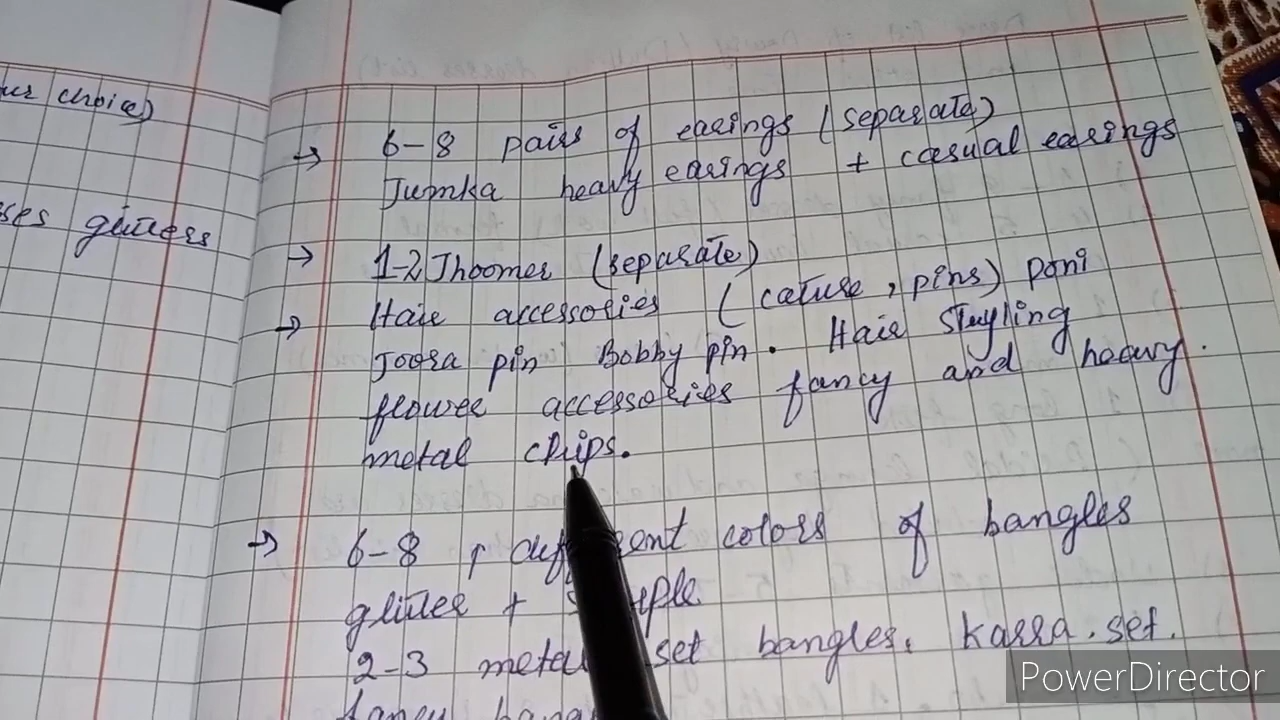 ur choice)
ses glitters
→ 6-8 pairs of earings (separate)
Jumka heavy earings + casual earings
→ 1-2 Jhoomer (separate)
→ Hair accessories (cature, pins) poni
Joora pin Bobby pin. Hair Styling
flower accessories fancy and heavy.
metal chips.
→ 6-8 different colors of bangles
glitter +
2-3 metal set bangles. Karra. set.
fancy
PowerDirector